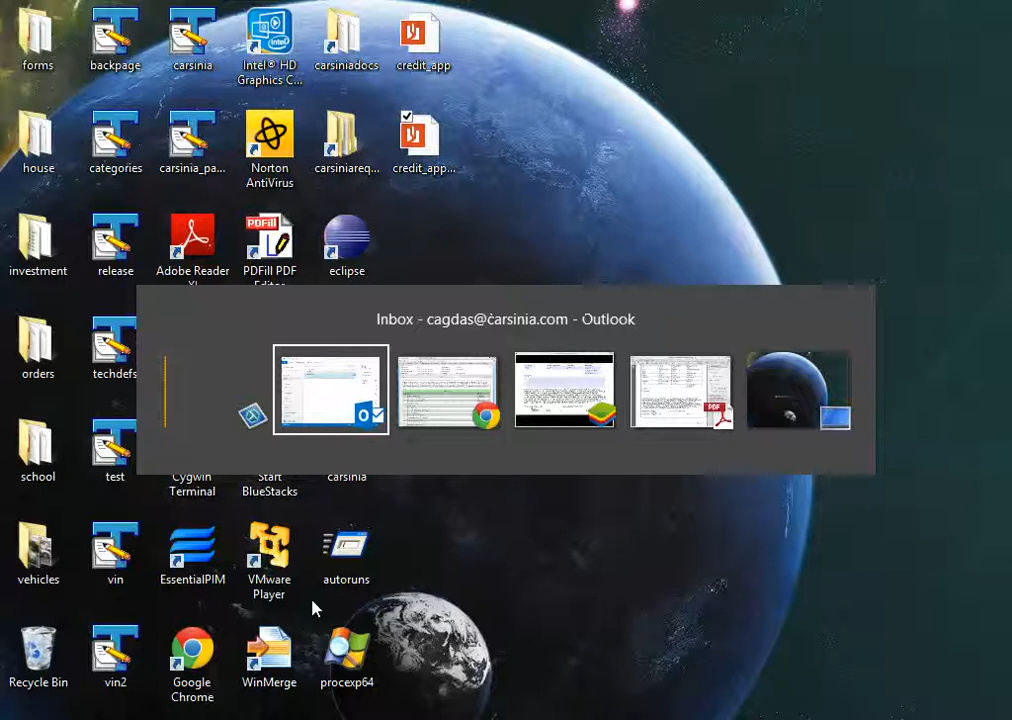 forms
backpage
carsinia
Intel® HD
Graphics C...
carsiniadocs
credit_app
house
categories
carsinia_pa...
Norton
AntiVirus
carsiniareq...
credit_app...
investment
release
Adobe Reader
XI
PDFill PDF
Editor
eclipse
Inbox - cagdas@carsinia.com - Outlook
orders
techdefs
school
test
Cygwin
Terminal
Start
BlueStacks
carsinia
vehicles
vin
EssentialPIM
VMware
Player
autoruns
Recycle Bin
vin2
Google
Chrome
WinMerge
procexp64